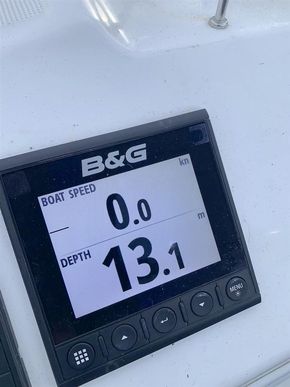 B&G
BOAT SPEED kn
0.0
DEPTH m
13.1
MENU